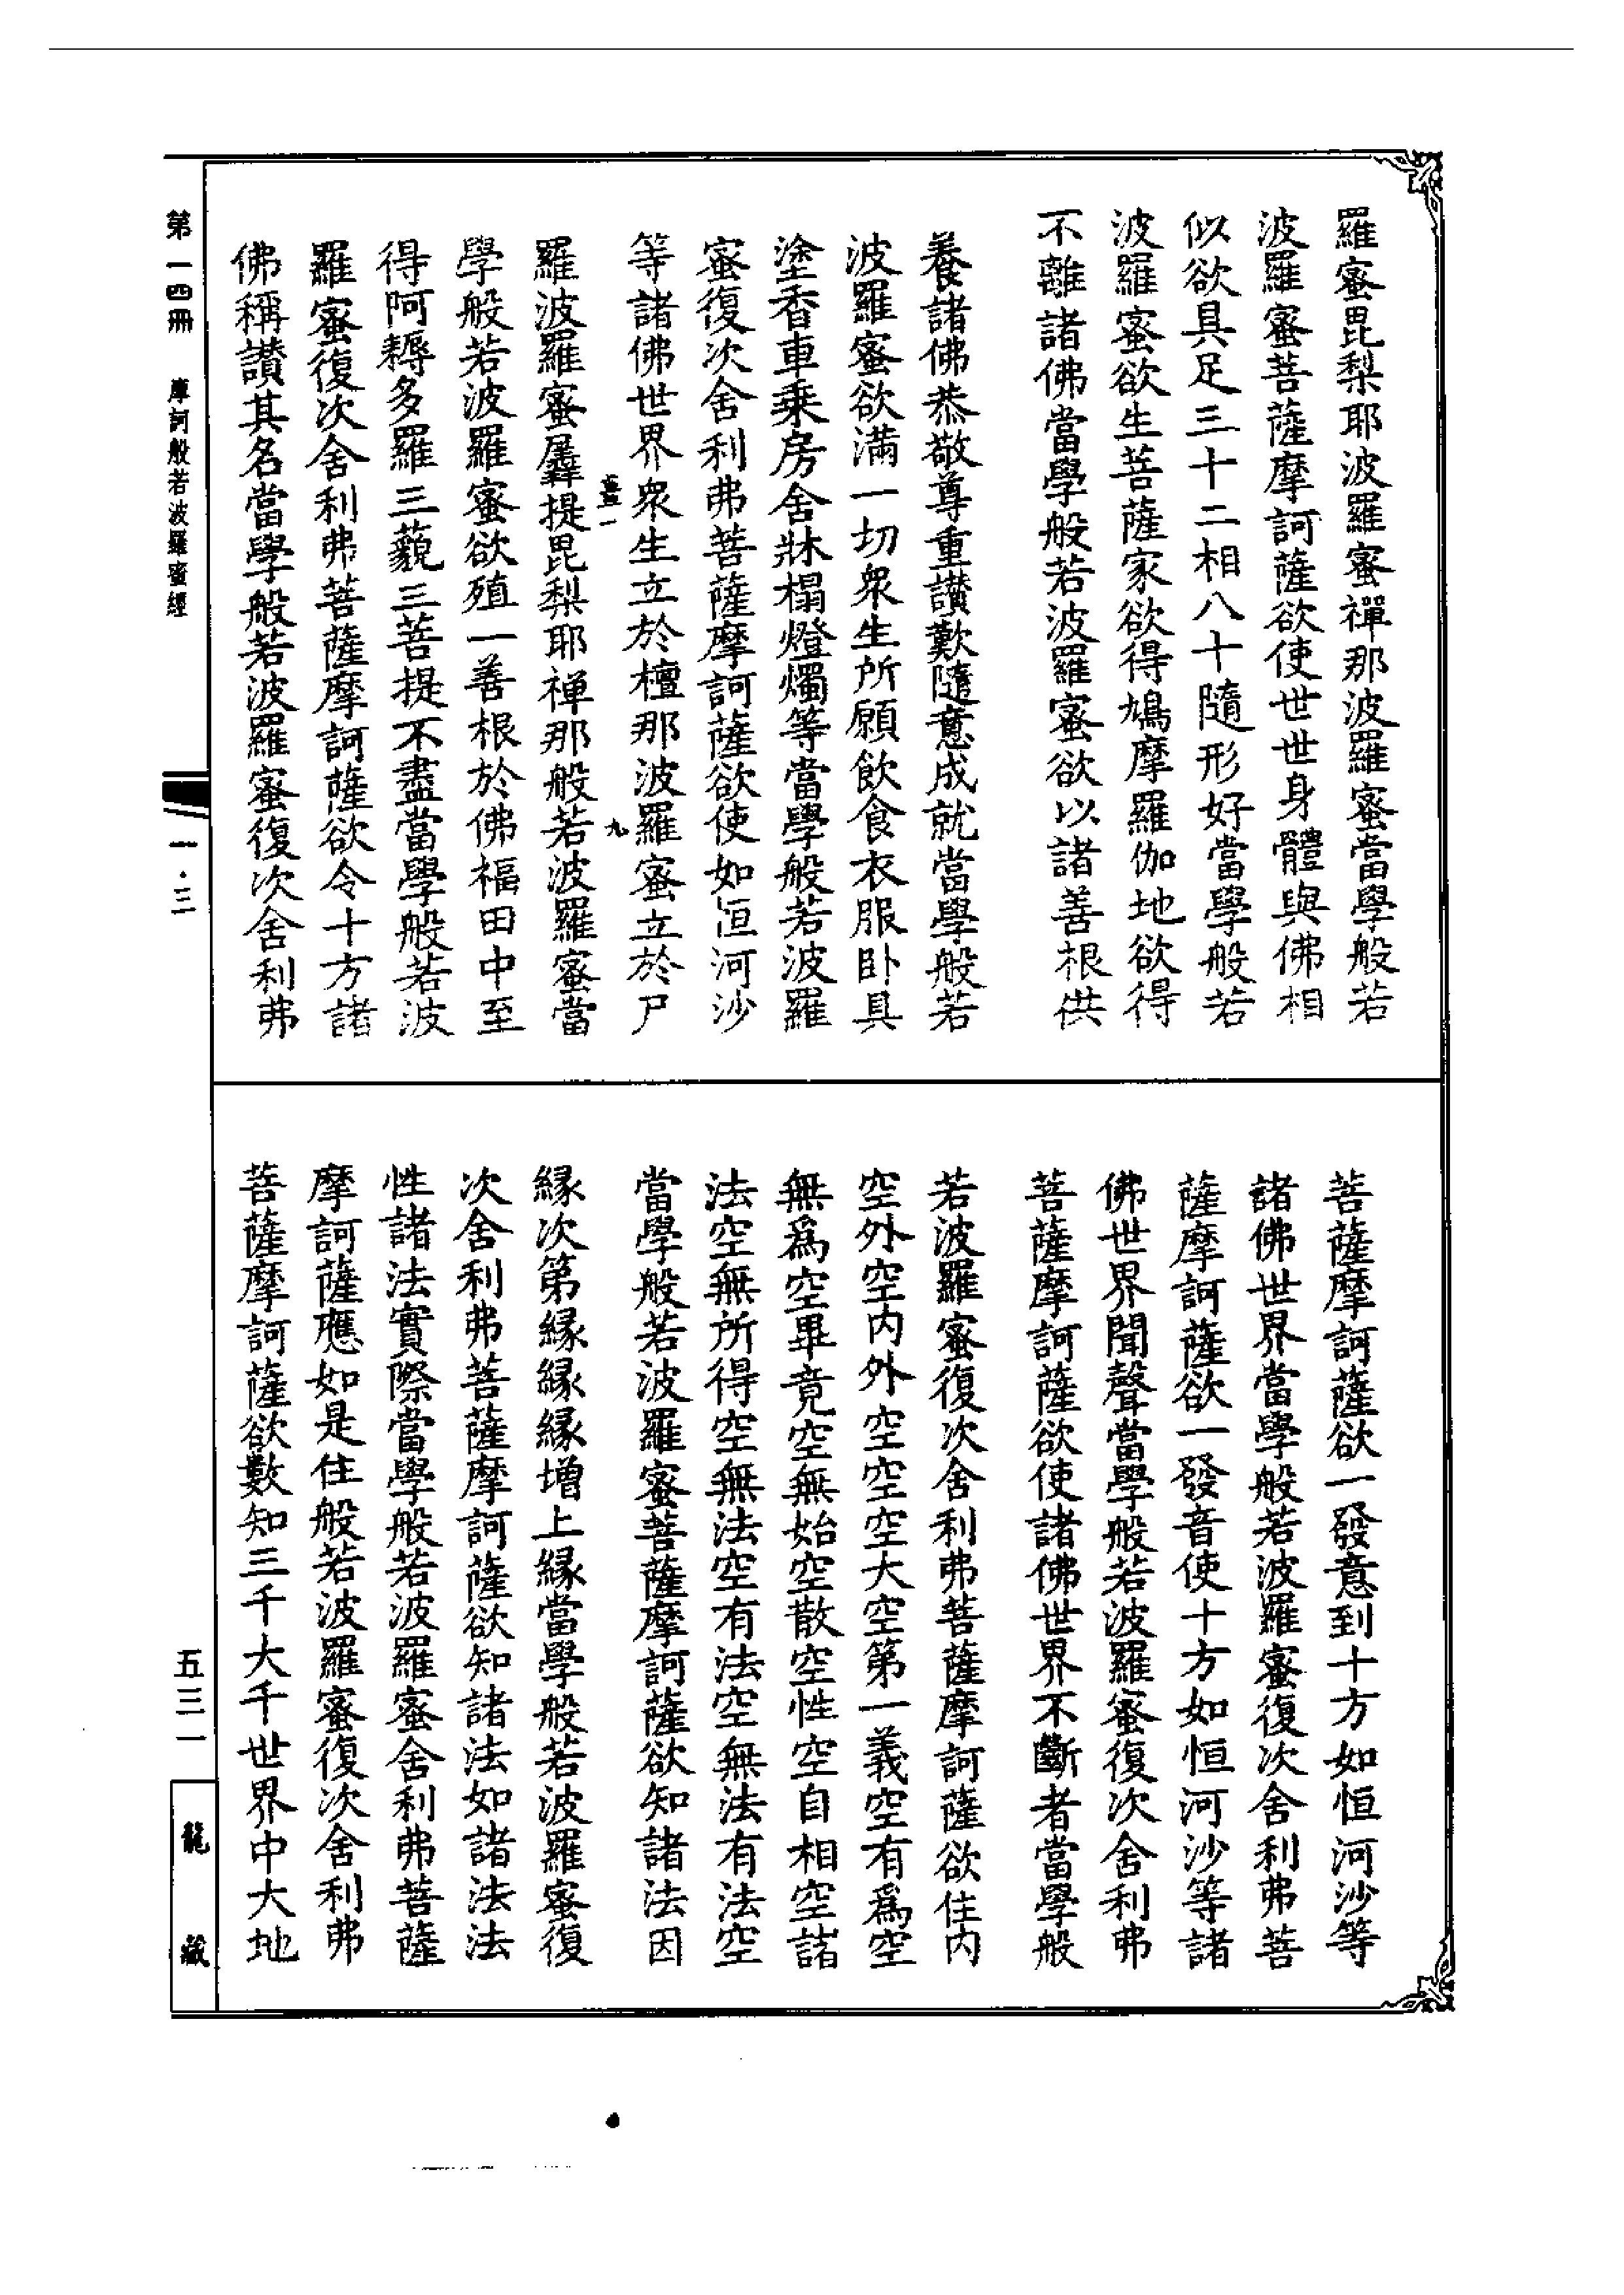 羅蜜毘梨耶波羅蜜禪那波羅蜜當學般若
波羅蜜菩薩摩訶薩欲使世世身體與佛相
似欲具足三十二相八十隨形好當學般若
波羅蜜欲生菩薩家欲得鳩摩羅伽地欲得
不離諸佛當學般若波羅蜜欲以諸善根供
養諸佛恭敬尊重讚歎隨意成就當學般若
波羅蜜欲滿一切衆生所願飲食衣服卧具
塗香車乗房舍牀榻燈燭等當學般若波羅
蜜復次舍利弗菩薩摩訶薩欲使如恒河沙
等諸佛世界衆生立於檀那波羅蜜立於尸
九
羅波羅蜜羼提毘梨耶禅那般若波羅蜜當
學般若波羅蜜欲殖一善根於佛福田中至
得阿耨多羅三藐三菩提不盡當學般若波
羅蜜復次舍利弗菩薩摩訶薩欲令十方諸
佛稱讃其名當學般若波羅蜜復次舍利弗
菩薩摩訶薩欲一發意到十方如恒河沙等
諸佛世界當學般若波羅蜜復次舍利弗菩
薩摩訶薩欲一發音使十方如恒河沙等諸
佛世界聞聲當學般若波羅蜜復次舍利弗
菩薩摩訶薩欲使諸佛世界不斷者當學般
若波羅蜜復次舍利弗菩薩摩訶薩欲住内
空外空内外空空空大空第一義空有爲空
無爲空畢竟空無始空散空性空自相空諸
法空無所得空無法空有法空無法有法空
當學般若波羅蜜菩薩摩訶薩欲知諸法因
縁次第縁縁縁增上縁當學般若波羅蜜復
次舍利弗菩薩摩訶薩欲知諸法如諸法法
性諸法實際當學般若波羅蜜舍利弗菩薩
摩訶薩應如是住般若波羅蜜復次舍利弗
菩薩摩訶薩欲數知三千大千世界中大地
第一四冊 摩訶般若波羅蜜經
一·三
五三一
龍藏